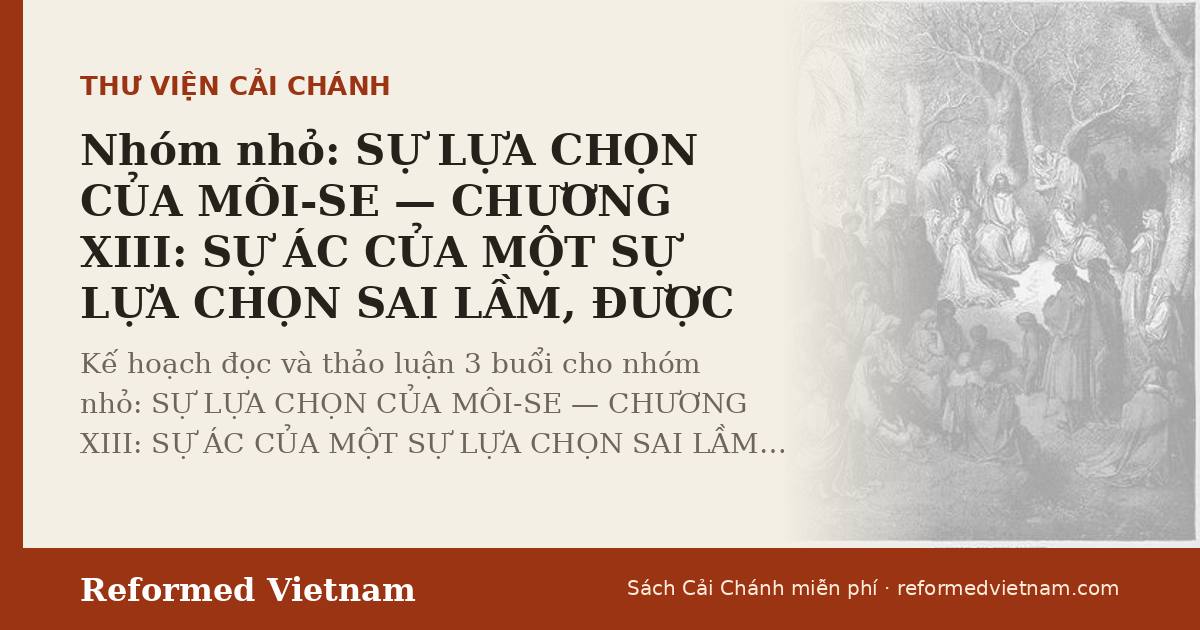 THƯ VIỆN CẢI CHÁNH
Nhóm nhỏ: SỰ LỰA CHỌN
CỦA MÔI-SE — CHƯƠNG
XIII: SỰ ÁC CỦA MỘT SỰ
LỰA CHỌN SAI LẦM, ĐƯỢC
Kế hoạch đọc và thảo luận 3 buổi cho nhóm
nhỏ: SỰ LỰA CHỌN CỦA MÔI-SE — CHƯƠNG
XIII: SỰ ÁC CỦA MỘT SỰ LỰA CHỌN SAI LẦM...
Reformed Vietnam
Sách Cải Chánh miễn phí · reformedvietnam.com